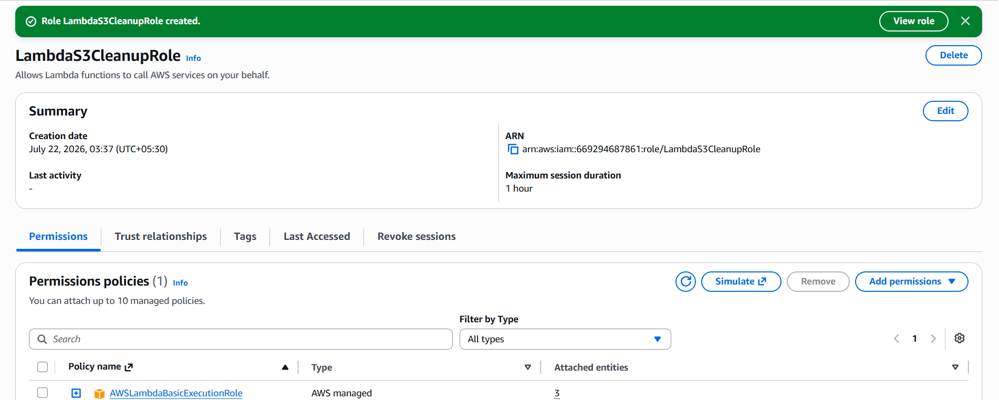 Role LambdaS3CleanupRole created.
View role
LambdaS3CleanupRole Info
Delete
Allows Lambda functions to call AWS services on your behalf.
Summary
Edit
Creation date
July 22, 2026, 03:37 (UTC+05:30)
ARN
arn:aws:iam::669294687861:role/LambdaS3CleanupRole
Last activity
-
Maximum session duration
1 hour
Permissions
Trust relationships
Tags
Last Accessed
Revoke sessions
Permissions policies (1) Info
Simulate
Remove
Add permissions
You can attach up to 10 managed policies.
Filter by Type
Search
All types
1
Policy name
Type
Attached entities
AWSLambdaBasicExecutionRole
AWS managed
3